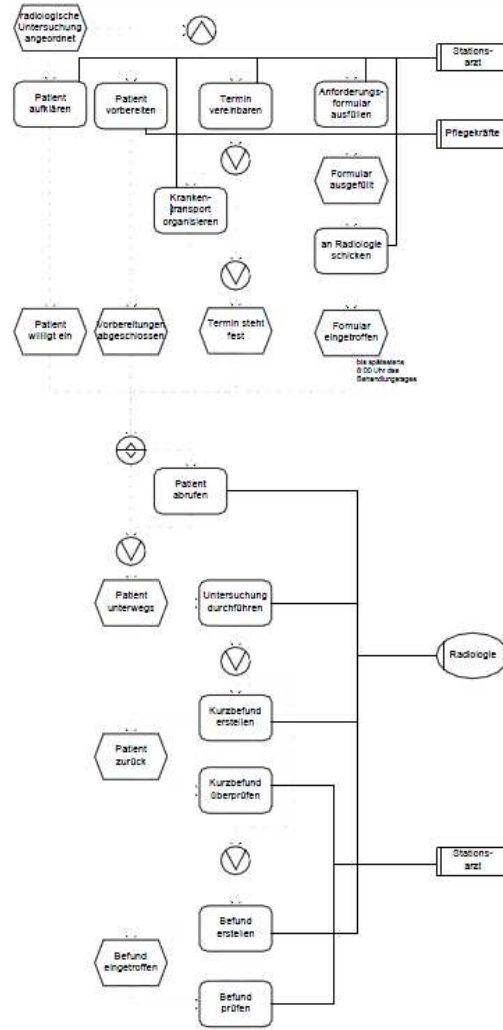 radiologische
Untersuchung
angeordnet
Stations-
arzt
Patient
aufklären
Patient
vorbereiten
Termin
vereinbaren
Anforderungs-
formular
ausfüllen
Pflegekräfte
Formular
ausgefüllt
Kranken-
transport
organisieren
an Radiologie
schicken
Patient
willigt ein
Vorbereitungen
abgeschossen
Termin steht
fest
Fomular
eingetroffen
bis spätestens
8:00 Uhr des
Behandlungstages
Patient
abrufen
Patient
unterwegs
Untersuchung
durchführen
Radiologie
Kurzbefund
erstellen
Patient
zurück
Kurzbefund
überprüfen
Stations-
arzt
Befund
erstellen
Befund
eingetroffen
Befund
prüfen